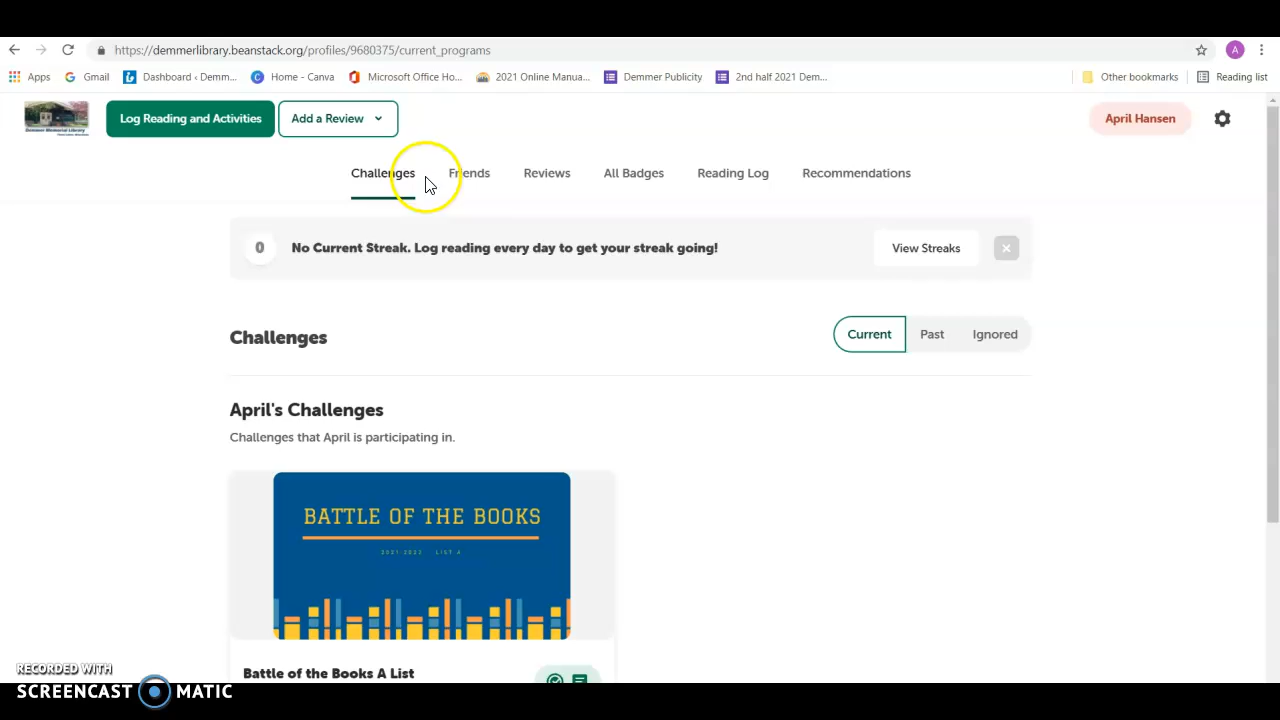 https://demmerlibrary.beanstack.org/profiles/9680375/current_programs
A
Apps
Gmail
Dashboard ‹ Demm...
Home - Canva
Microsoft Office Ho...
2021 Online Manua...
Demmer Publicity
2nd half 2021 Dem...
Other bookmarks
Reading list
Log Reading and Activities
Add a Review
April Hansen
Challenges
Friends
Reviews
All Badges
Reading Log
Recommendations
0
No Current Streak. Log reading every day to get your streak going!
View Streaks
Challenges
Current
Past
Ignored
April's Challenges
Challenges that April is participating in.
BATTLE OF THE BOOKS
2021-2022 LIST A
Battle of the Books A List
RECORDED WITH
SCREENCAST MATIC